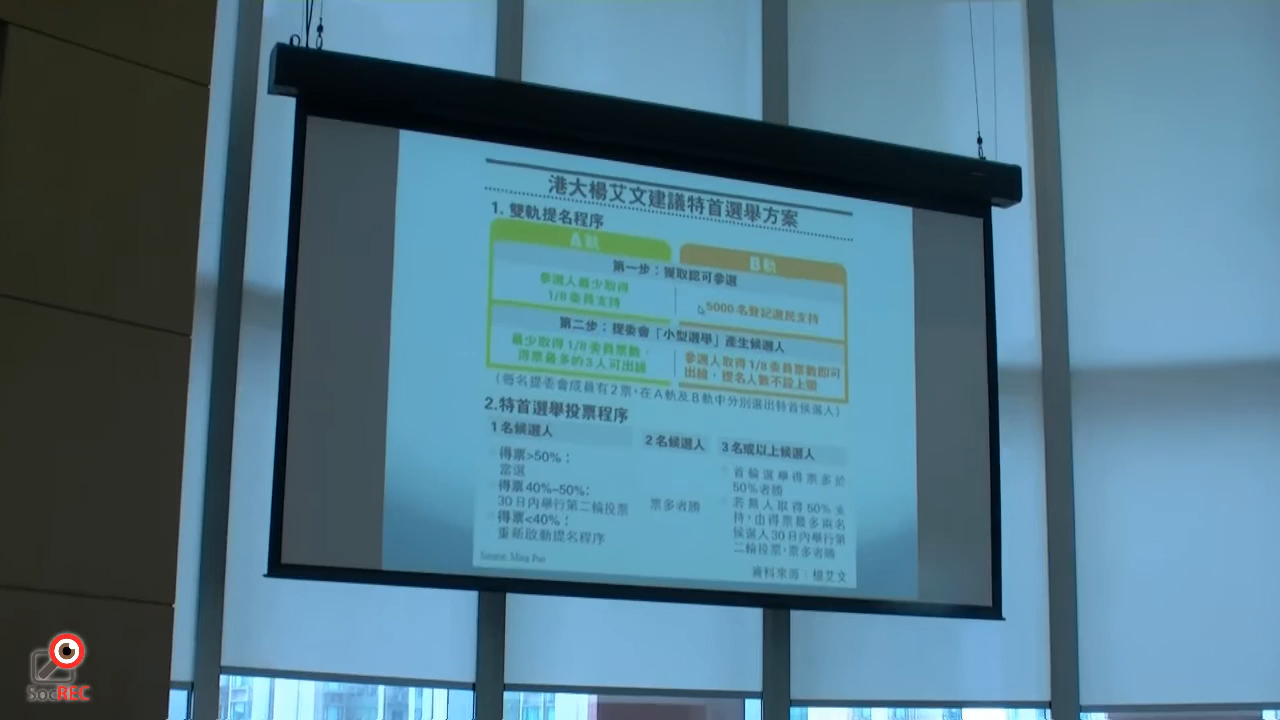 港大楊艾文建議特首選舉方案
1. 雙軌提名程序
A軌
B軌
第一步：獲取認可參選
參選人最少取得
1/8委員支持
5000名登記選民支持
第二步：提委會「小型選舉」產生候選人
最少取得1/8委員票數，
得票最多的3人可出線
參選人取得1/8委員票數即可
出線，提名人數不設上限
（每名提委會成員有2票，在A軌及B軌中分別選出特首候選人）
2.特首選舉投票程序
1名候選人
得票>50%：
當選
得票40%–50%：
30日內舉行第二輪投票
得票<40%：
重新啟動提名程序
2名候選人
票多者勝
3名或以上候選人
首輪選舉得票多於
50%者勝
若無人取得50%支
持，由得票最多兩名
候選人30日內舉行第
二輪投票，票多者勝
Source: Ming Pao
資料來源：楊艾文
SocREC